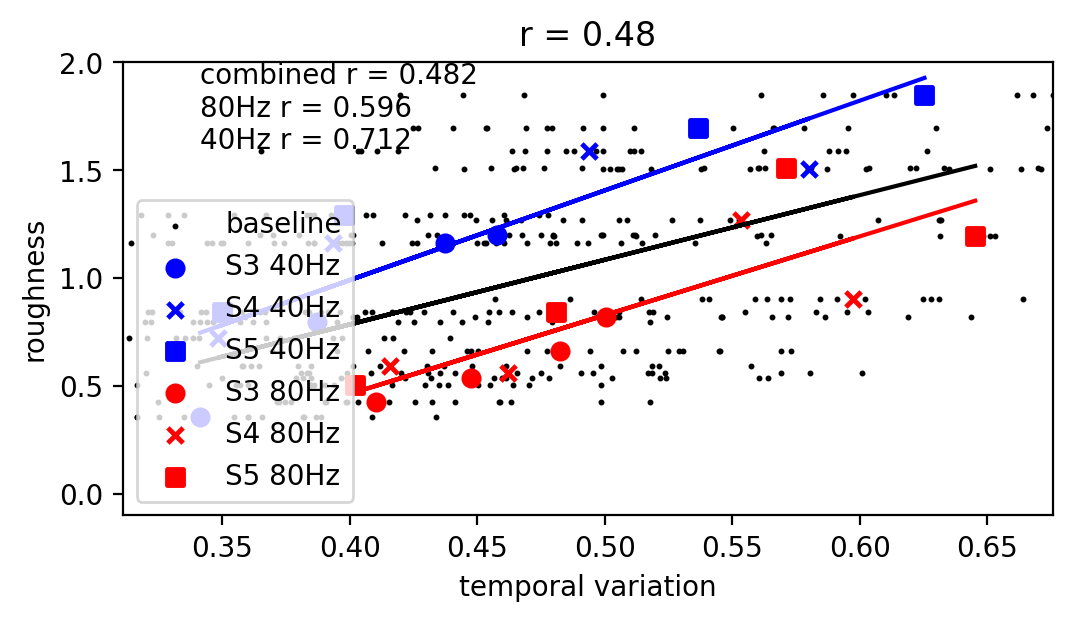 r = 0.48
combined r = 0.482
80Hz r = 0.596
40Hz r = 0.712
2.0
1.5
1.0
0.5
0.0
roughness
baseline
S3 40Hz
S4 40Hz
S5 40Hz
S3 80Hz
S4 80Hz
S5 80Hz
0.35 0.40 0.45 0.50 0.55 0.60 0.65
temporal variation